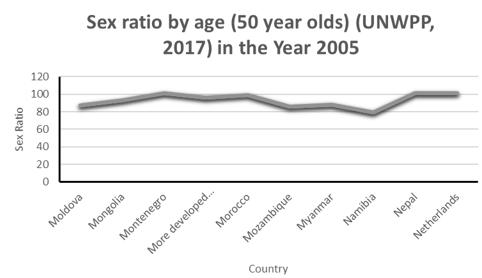 Sex ratio by age (50 year olds) (UNWPP,
2017) in the Year 2005
120
100
80
60
40
20
0
Sex Ratio
Moldova
Mongolia
Montenegro
More developed...
Morocco
Mozambique
Myanmar
Namibia
Nepal
Netherlands
Country